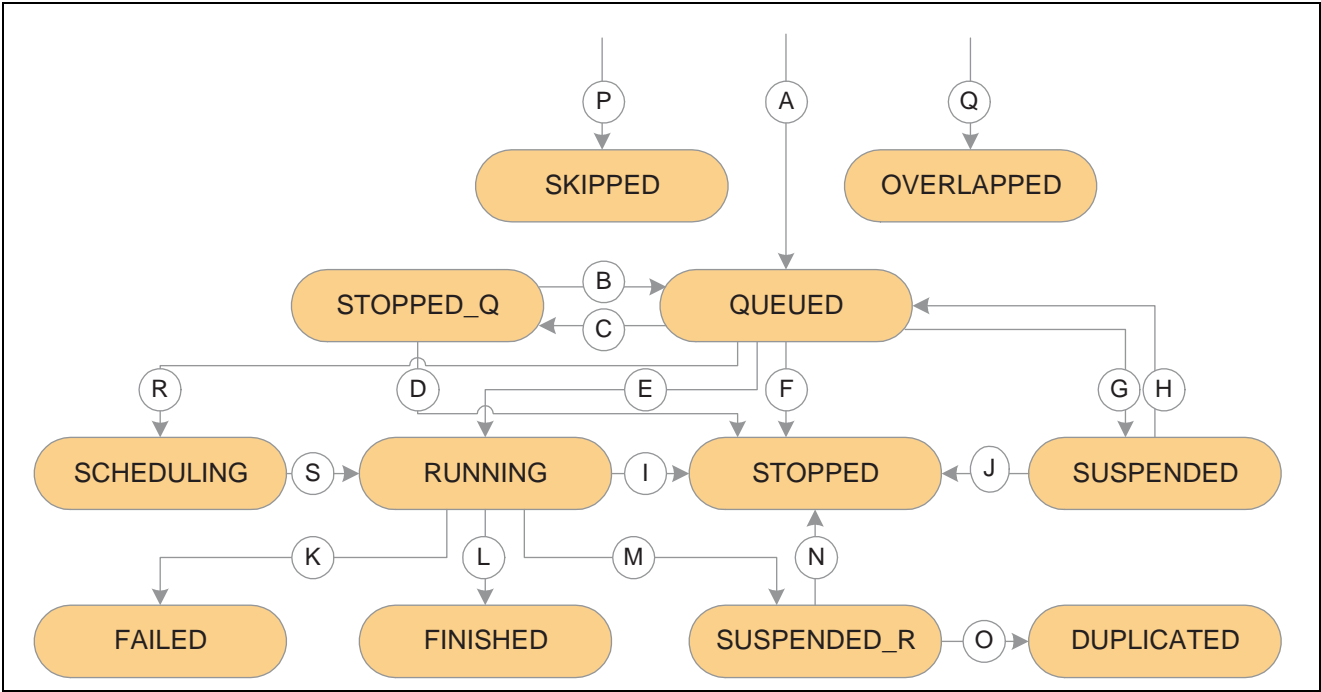 P
A
Q
SKIPPED
OVERLAPPED
B
STOPPED_Q
QUEUED
C
R
D
E
F
G
H
SCHEDULING
S
RUNNING
I
STOPPED
J
SUSPENDED
K
L
M
N
FAILED
FINISHED
SUSPENDED_R
O
DUPLICATED